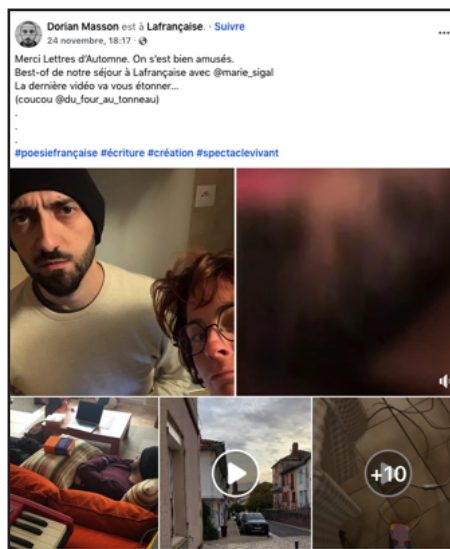 Dorian Masson est à Lafrançaise. · Suivre
24 novembre, 18:17 ·
Merci Lettres d'Automne. On s'est bien amusés.
Best-of de notre séjour à Lafrançaise avec @marie_sigal
La dernière vidéo va vous étonner...
(coucou @du_four_au_tonneau)
.
.
.
#poesiefrançaise #écriture #création #spectaclevivant
+10